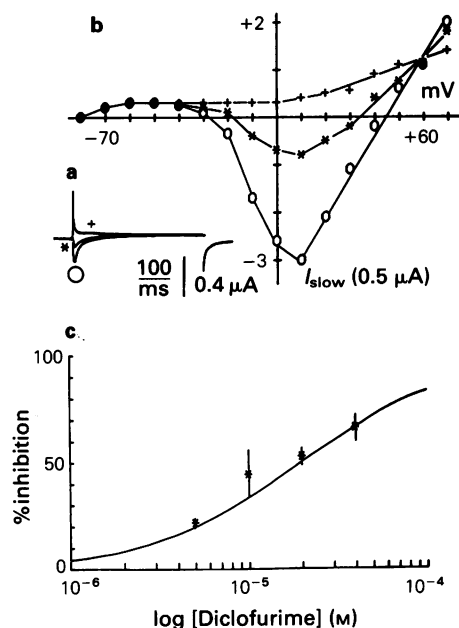 b
+2
mV
−70
+60
a
+
*
100
ms
0.4 μA
−3
I slow (0.5 μA)
c
100
% inhibition
50
0
10⁻⁶
10⁻⁵
10⁻⁴
log [Diclofurime] (M)